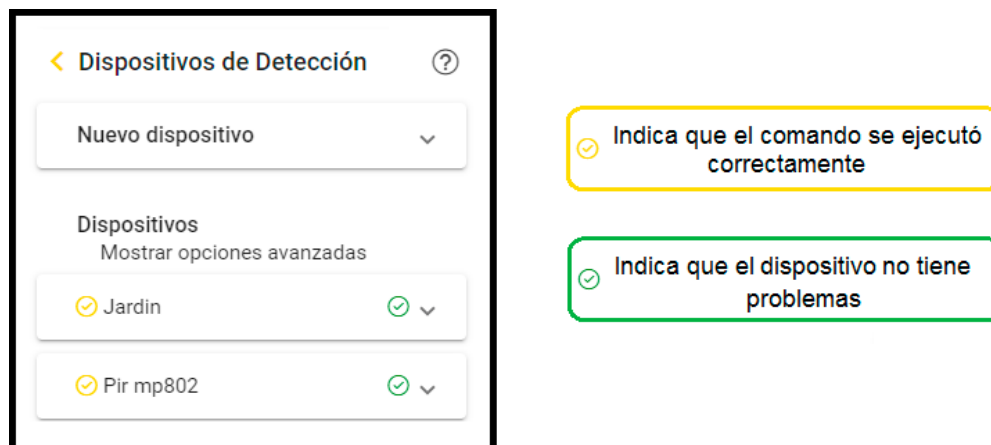 Dispositivos de Detección
Nuevo dispositivo
Dispositivos
Mostrar opciones avanzadas
Jardin
Pir mp802
Indica que el comando se ejecutó
correctamente
Indica que el dispositivo no tiene
problemas